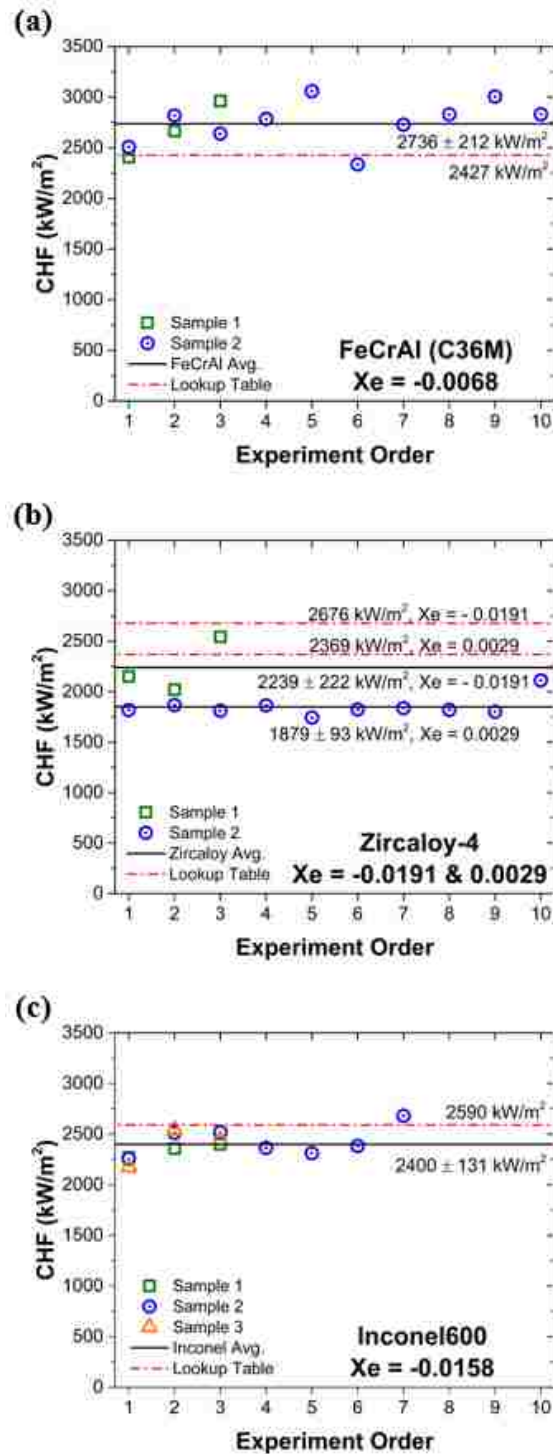 (a)
3500
3000
2500
2000
1500
1000
500
0
CHF (kW/m²)
2736 ± 212 kW/m²
2427 kW/m²
Sample 1
Sample 2
FeCrAl Avg.
Lookup Table
FeCrAl (C36M)
Xe = -0.0068
1 2 3 4 5 6 7 8 9 10
Experiment Order
(b)
3500
3000
2500
2000
1500
1000
500
0
CHF (kW/m²)
2676 kW/m², Xe = - 0.0191
2369 kW/m², Xe = 0.0029
2239 ± 222 kW/m², Xe = - 0.0191
1879 ± 93 kW/m², Xe = 0.0029
Sample 1
Sample 2
Zircaloy Avg.
Lookup Table
Zircaloy-4
Xe = -0.0191 & 0.0029
1 2 3 4 5 6 7 8 9 10
Experiment Order
(c)
3500
3000
2500
2000
1500
1000
500
0
CHF (kW/m²)
2590 kW/m²
2400 ± 131 kW/m²
Sample 1
Sample 2
Sample 3
Inconel Avg.
Lookup Table
Inconel600
Xe = -0.0158
1 2 3 4 5 6 7 8 9 10
Experiment Order